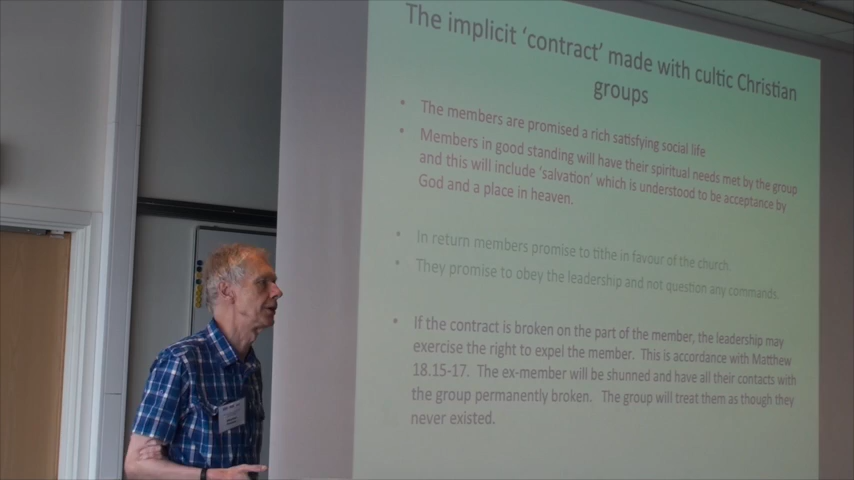 The implicit 'contract' made with cultic Christian
groups
• The members are promised a rich satisfying social life
• Members in good standing will have their spiritual needs met by the group
and this will include 'salvation' which is understood to be acceptance by
God and a place in heaven.
• In return members promise to tithe in favour of the church.
• They promise to obey the leadership and not question any commands.
• If the contract is broken on the part of the member, the leadership may
exercise the right to expel the member. This is accordance with Matthew
18.15-17. The ex-member will be shunned and have all their contacts with
the group permanently broken. The group will treat them as though they
never existed.